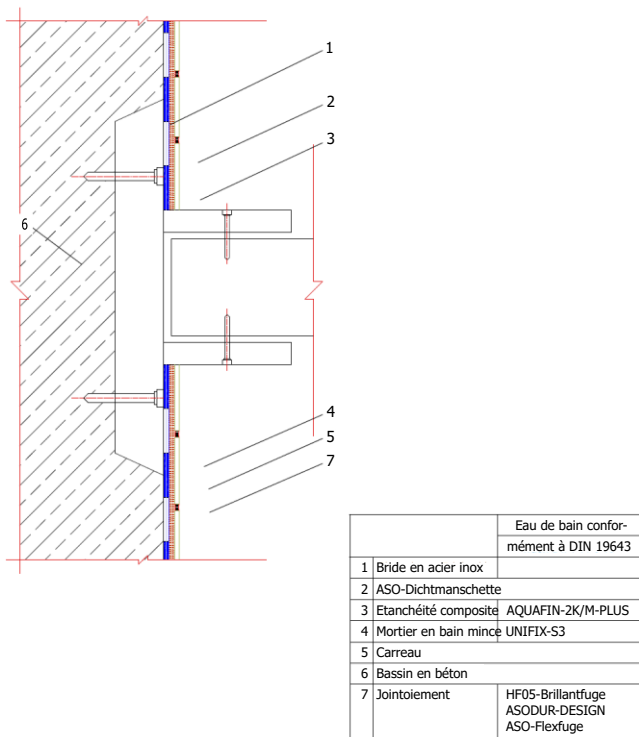 1
2
3
6
4
5
7
Eau de bain confor-
mément à DIN 19643
1 Bride en acier inox
2 ASO-Dichtmanschette
3 Etanchéité composite AQUAFIN-2K/M-PLUS
4 Mortier en bain mince UNIFIX-S3
5 Carreau
6 Bassin en béton
7 Jointoiement HF05-Brillantfuge
ASODUR-DESIGN
ASO-Flexfuge